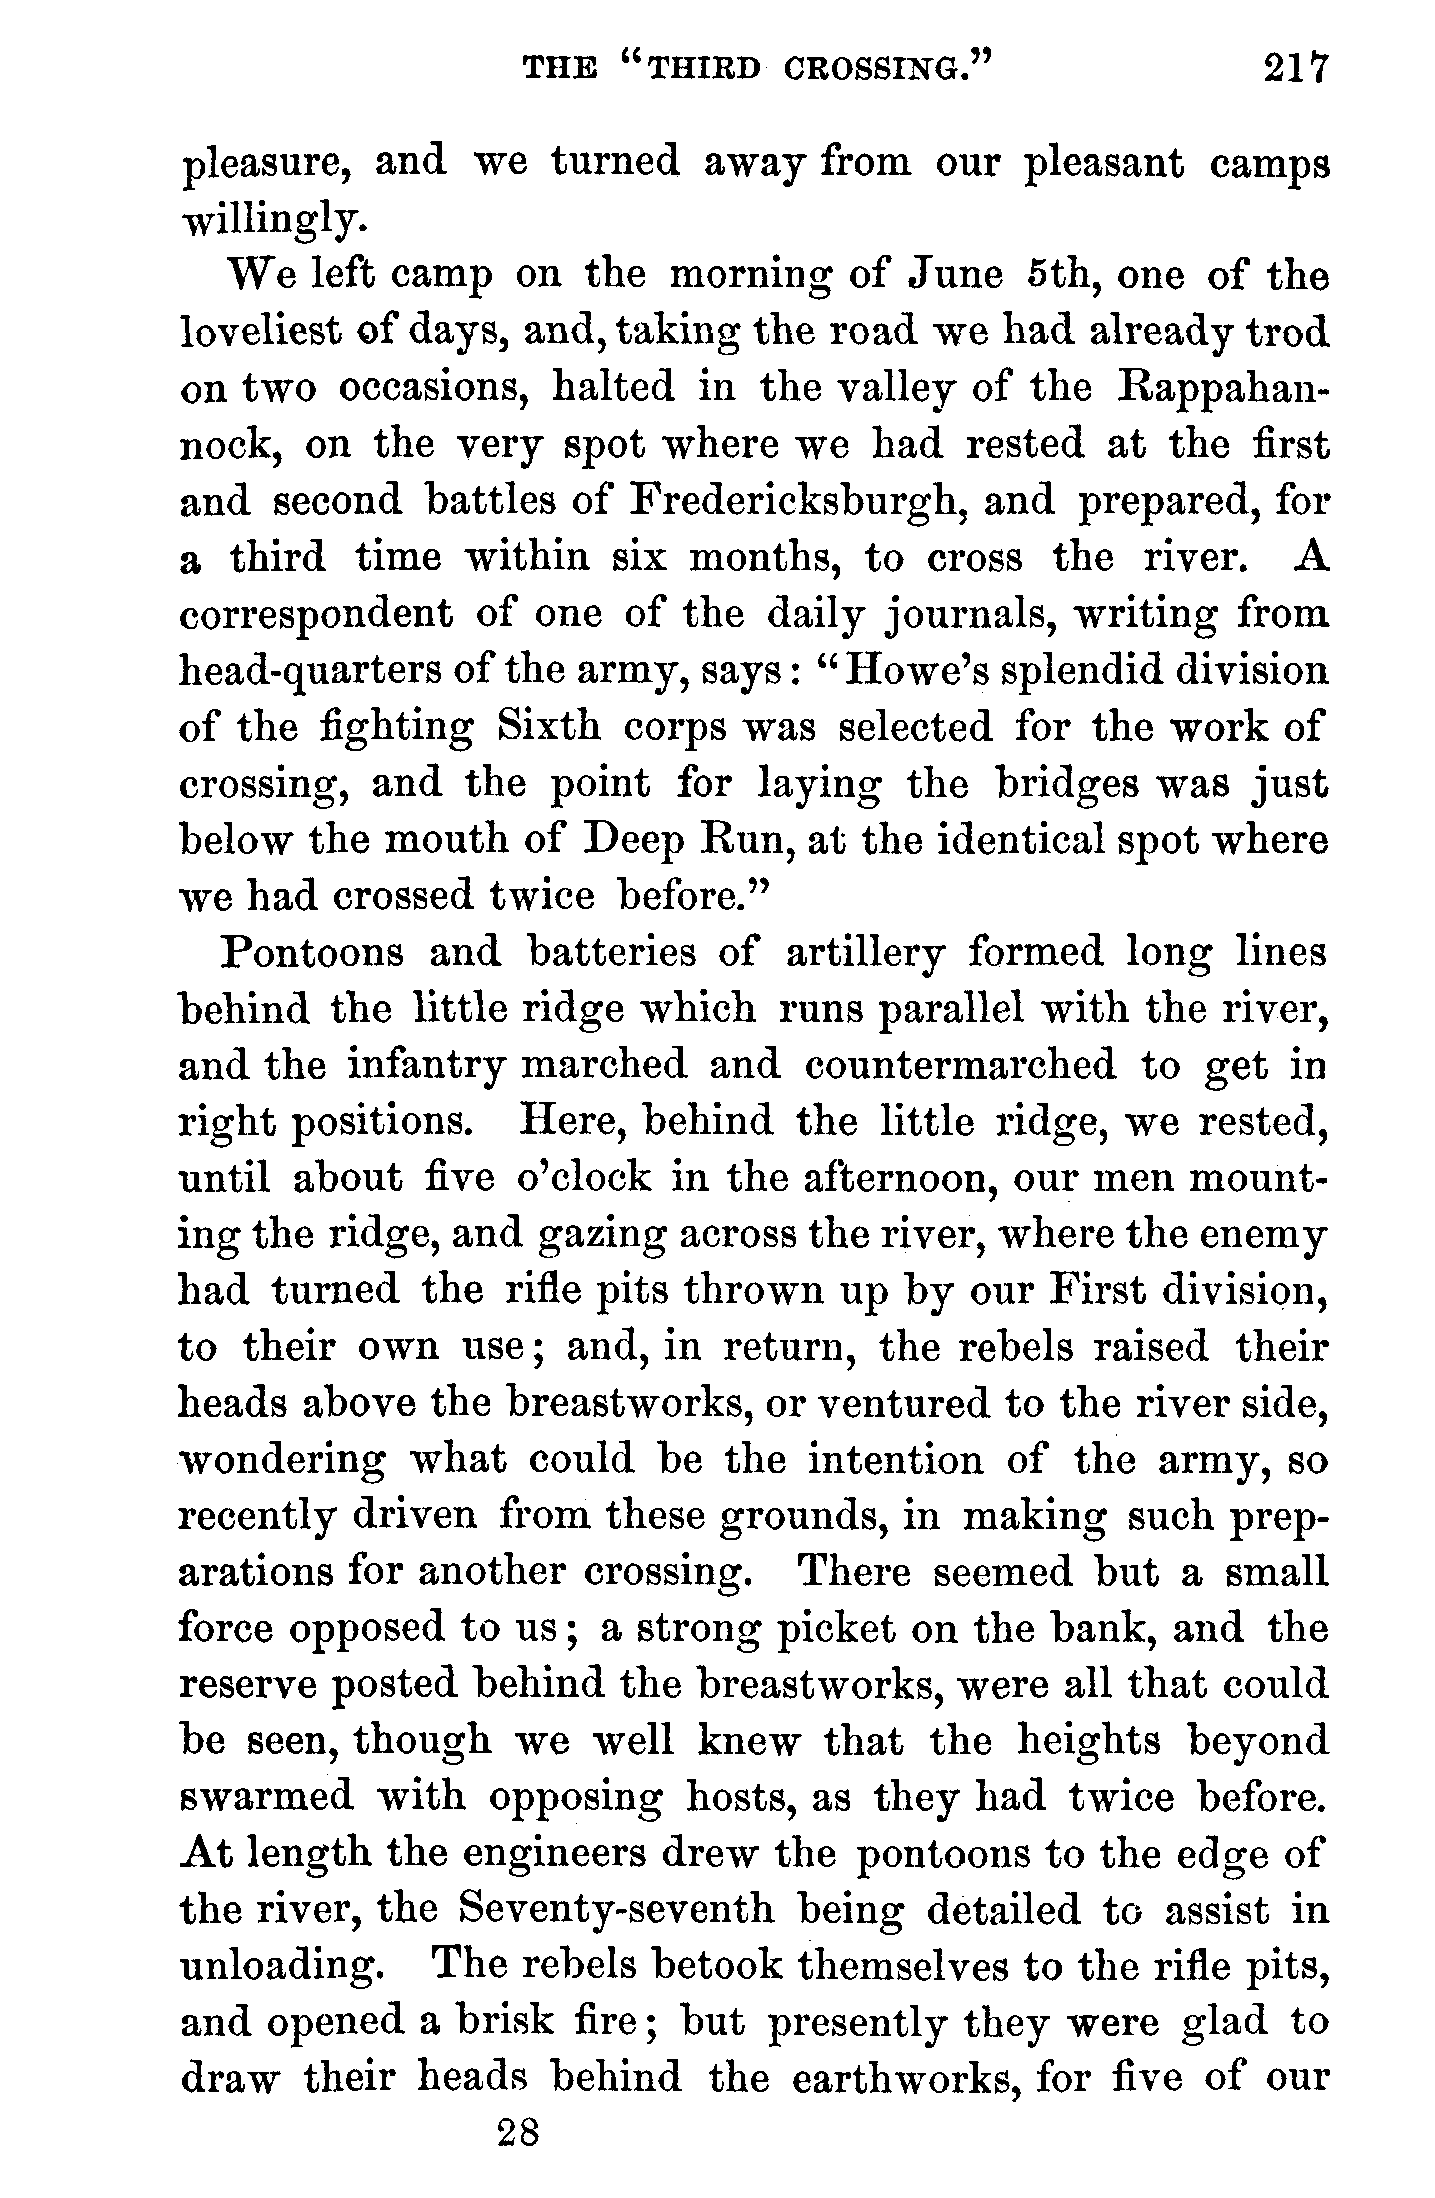 THE "THIRD CROSSING." 217
pleasure, and we turned away from our pleasant camps
willingly.
We left camp on the morning of June 5th, one of the
loveliest of days, and, taking the road we had already trod
on two occasions, halted in the valley of the Rappahan-
nock, on the very spot where we had rested at the first
and second battles of Fredericksburgh, and prepared, for
a third time within six months, to cross the river. A
correspondent of one of the daily journals, writing from
head-quarters of the army, says: "Howe's splendid division
of the fighting Sixth corps was selected for the work of
crossing, and the point for laying the bridges was just
below the mouth of Deep Run, at the identical spot where
we had crossed twice before."
Pontoons and batteries of artillery formed long lines
behind the little ridge which runs parallel with the river,
and the infantry marched and countermarched to get in
right positions. Here, behind the little ridge, we rested,
until about five o'clock in the afternoon, our men mount-
ing the ridge, and gazing across the river, where the enemy
had turned the rifle pits thrown up by our First division,
to their own use; and, in return, the rebels raised their
heads above the breastworks, or ventured to the river side,
wondering what could be the intention of the army, so
recently driven from these grounds, in making such prep-
arations for another crossing. There seemed but a small
force opposed to us; a strong picket on the bank, and the
reserve posted behind the breastworks, were all that could
be seen, though we well knew that the heights beyond
swarmed with opposing hosts, as they had twice before.
At length the engineers drew the pontoons to the edge of
the river, the Seventy-seventh being detailed to assist in
unloading. The rebels betook themselves to the rifle pits,
and opened a brisk fire; but presently they were glad to
draw their heads behind the earthworks, for five of our
28